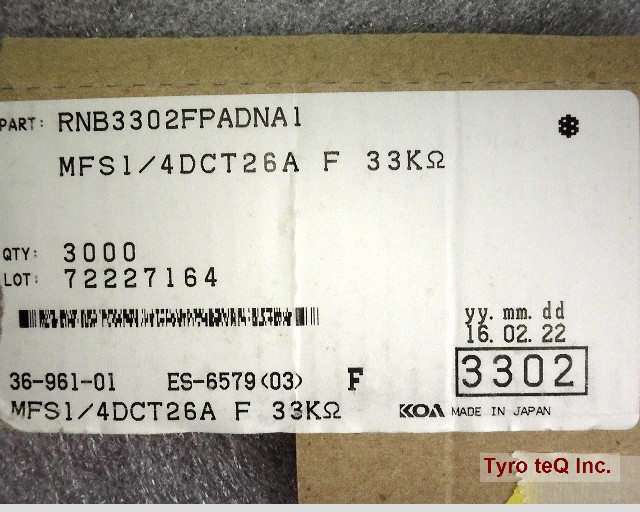 PART: RNB3302FPADNA1
MFS1/4DCT26A F 33KΩ
QTY: 3000
LOT: 72227164
yy. mm. dd
16. 02. 22
3302
36-961-01 ES-6579(03) F
MFS1/4DCT26A F 33KΩ
KOA MADE IN JAPAN
Tyro teQ Inc.